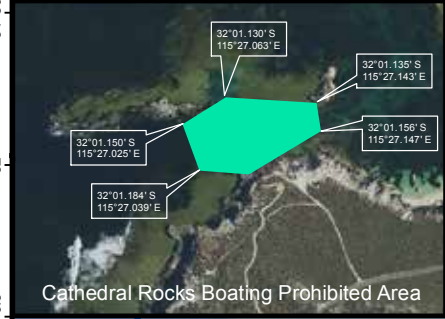 32°01.130' S
115°27.063' E
32°01.135' S
115°27.143' E
32°01.150' S
115°27.025' E
32°01.156' S
115°27.147' E
32°01.184' S
115°27.039' E
Cathedral Rocks Boating Prohibited Area